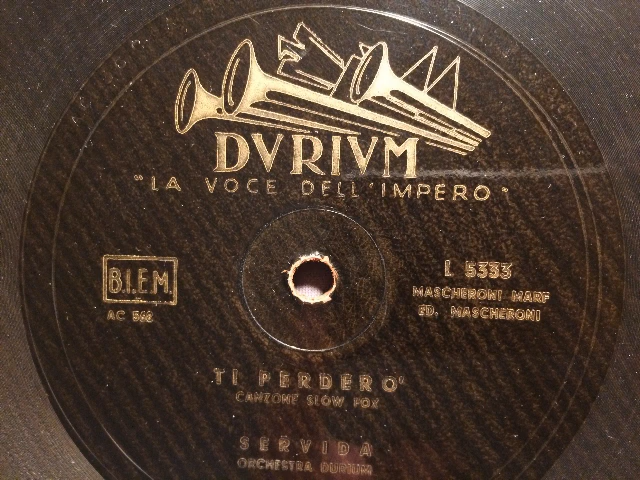 DVRIVM
"LA VOCE DELL'IMPERO"
B.I.E.M.
AC 562
L 5333
MASCHERONI MARF
ED. MASCHERONI
TI PERDERO'
CANZONE SLOW FOX
SERVIDA
ORCHESTRA DURIUM